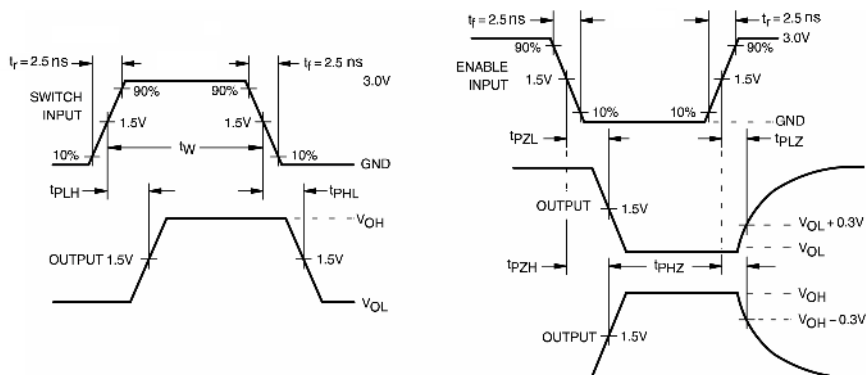 tr = 2.5 ns
tf = 2.5 ns
3.0V
SWITCH
INPUT
90%
90%
1.5V
1.5V
tW
10%
10%
GND
tPLH
tPHL
VOH
OUTPUT
1.5V
1.5V
VOL
tf = 2.5 ns
tr = 2.5 ns
3.0V
90%
90%
ENABLE
INPUT
1.5V
1.5V
10%
10%
GND
tPZL
tPLZ
OUTPUT
1.5V
VOL + 0.3V
VOL
tPZH
tPHZ
VOH
VOH – 0.3V
OUTPUT
1.5V